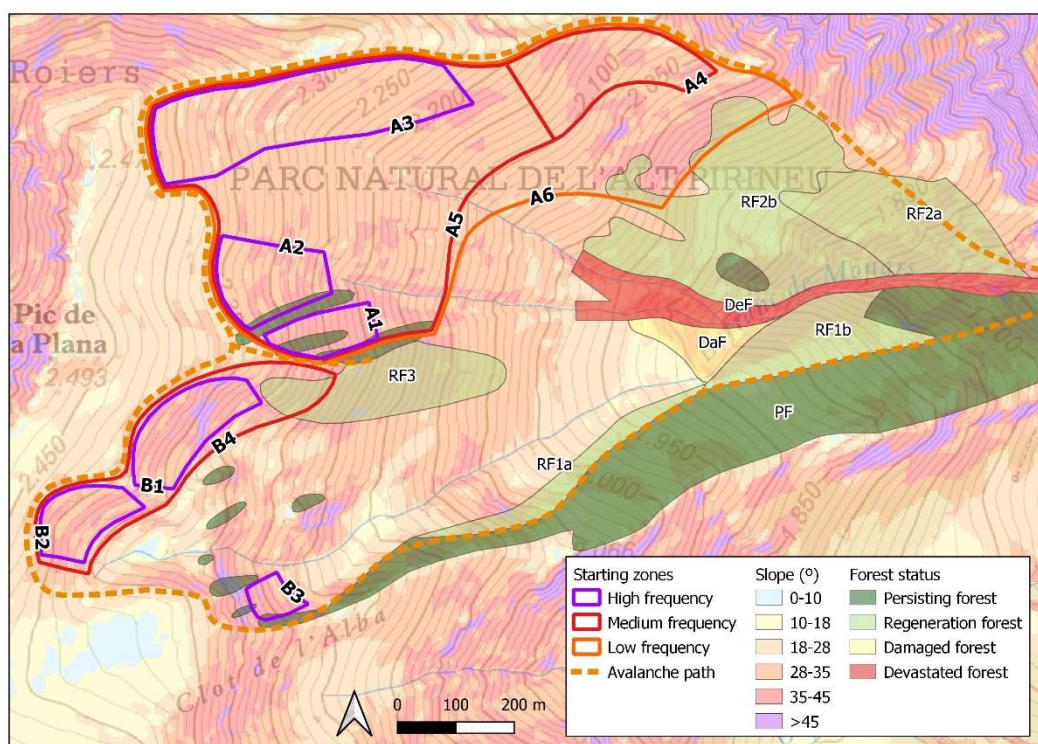 Roiers
2.300
2.250
2.200
2.100
2.050
A4
A3
PARC NATURAL DE L'ALT PIRINEU
A6
A5
RF2b
RF2a
A2
Pic de
a Plana
2.493
A1
DeF
RF1b
DaF
RF3
PF
B4
2.450
B1
RF1a
2.000
1.850
B2
B3
Clot de l'Alba
0 100 200 m
Starting zones
High frequency
Medium frequency
Low frequency
Avalanche path
Slope (º)
0-10
10-18
18-28
28-35
35-45
>45
Forest status
Persisting forest
Regeneration forest
Damaged forest
Devastated forest